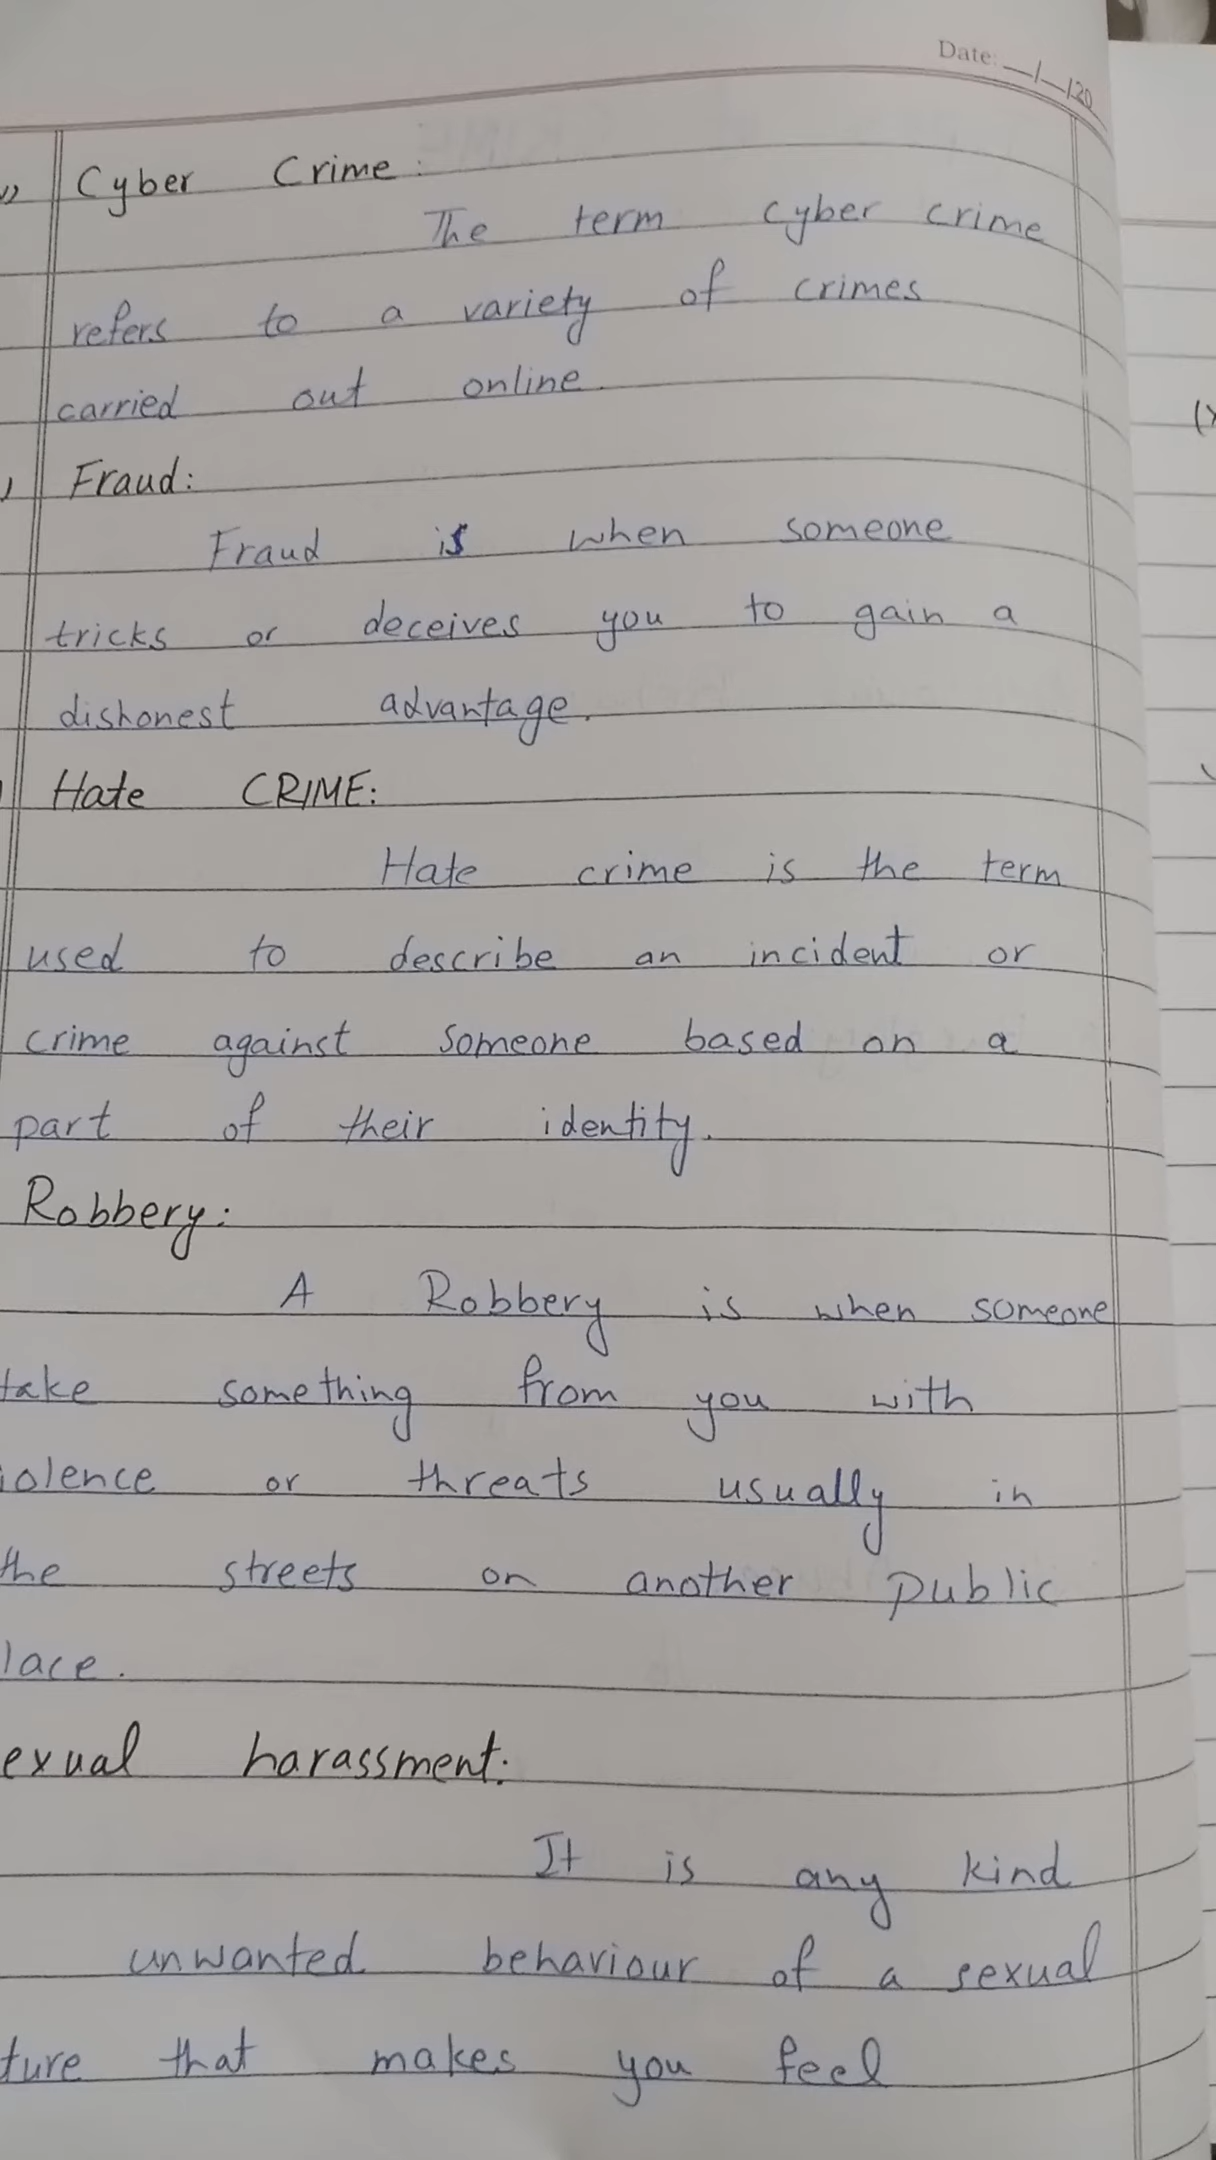 Date: __/__/20
Cyber Crime:
The term cyber crime
refers to a variety of crimes
carried out online.
Fraud:
Fraud is when someone
tricks or deceives you to gain a
dishonest advantage.
Hate CRIME:
Hate crime is the term
used to describe an incident or
crime against someone based on a
part of their identity.
Robbery:
A Robbery is when someone
take something from you with
iolence or threats usually in
the streets on another public
lace.
exual harassment:
It is any kind
unwanted behaviour of a sexual
ture that makes you feel